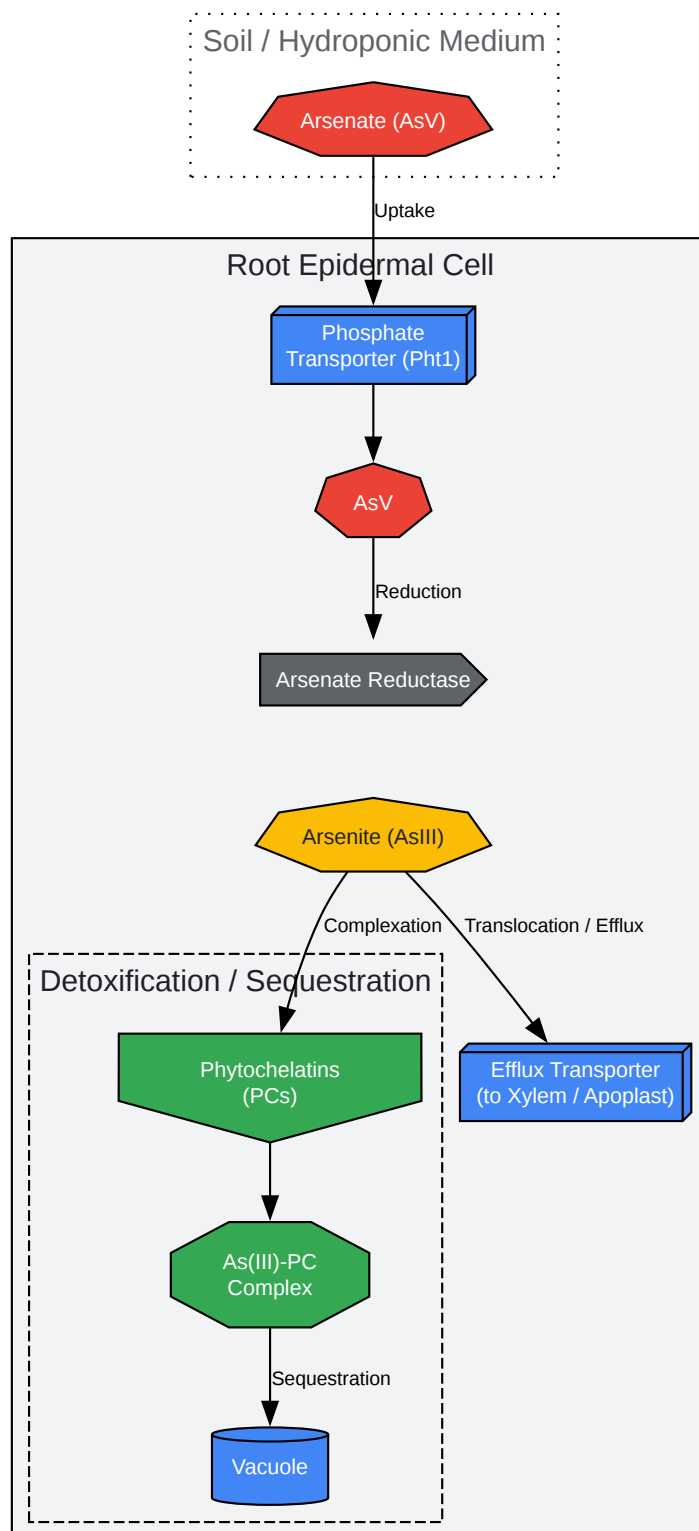 Soil / Hydroponic Medium
Arsenate (AsV)
Uptake
Root Epidermal Cell
Phosphate
Transporter (Pht1)
AsV
Reduction
Arsenate Reductase
Arsenite (AsIII)
Complexation
Translocation / Efflux
Detoxification / Sequestration
Phytochelatins
(PCs)
Efflux Transporter
(to Xylem / Apoplast)
As(III)-PC
Complex
Sequestration
Vacuole